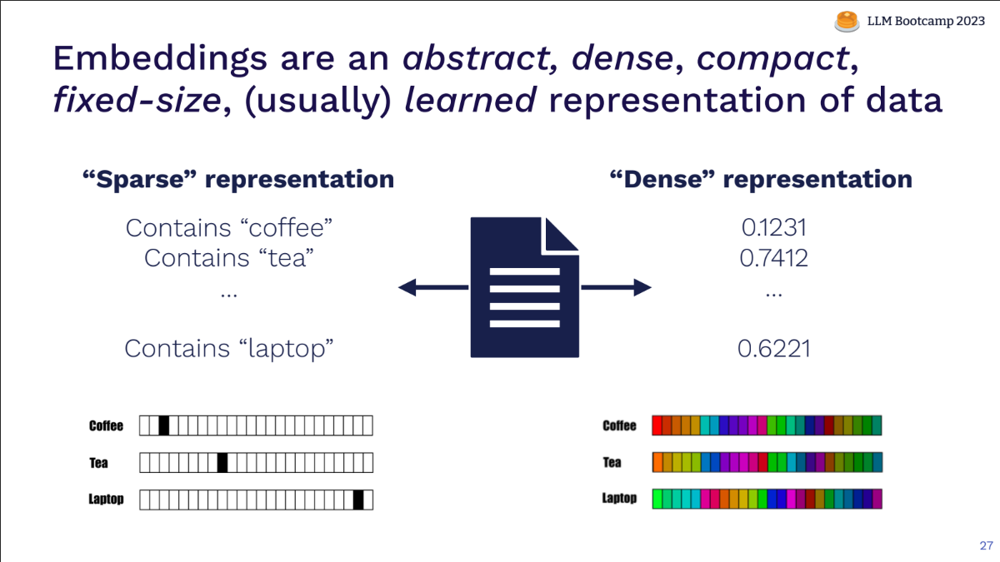 LLM Bootcamp 2023
Embeddings are an abstract, dense, compact,
fixed-size, (usually) learned representation of data
“Sparse” representation
Contains “coffee”
Contains “tea”
...
Contains “laptop”
“Dense” representation
0.1231
0.7412
...
0.6221
Coffee
Tea
Laptop
Coffee
Tea
Laptop
27